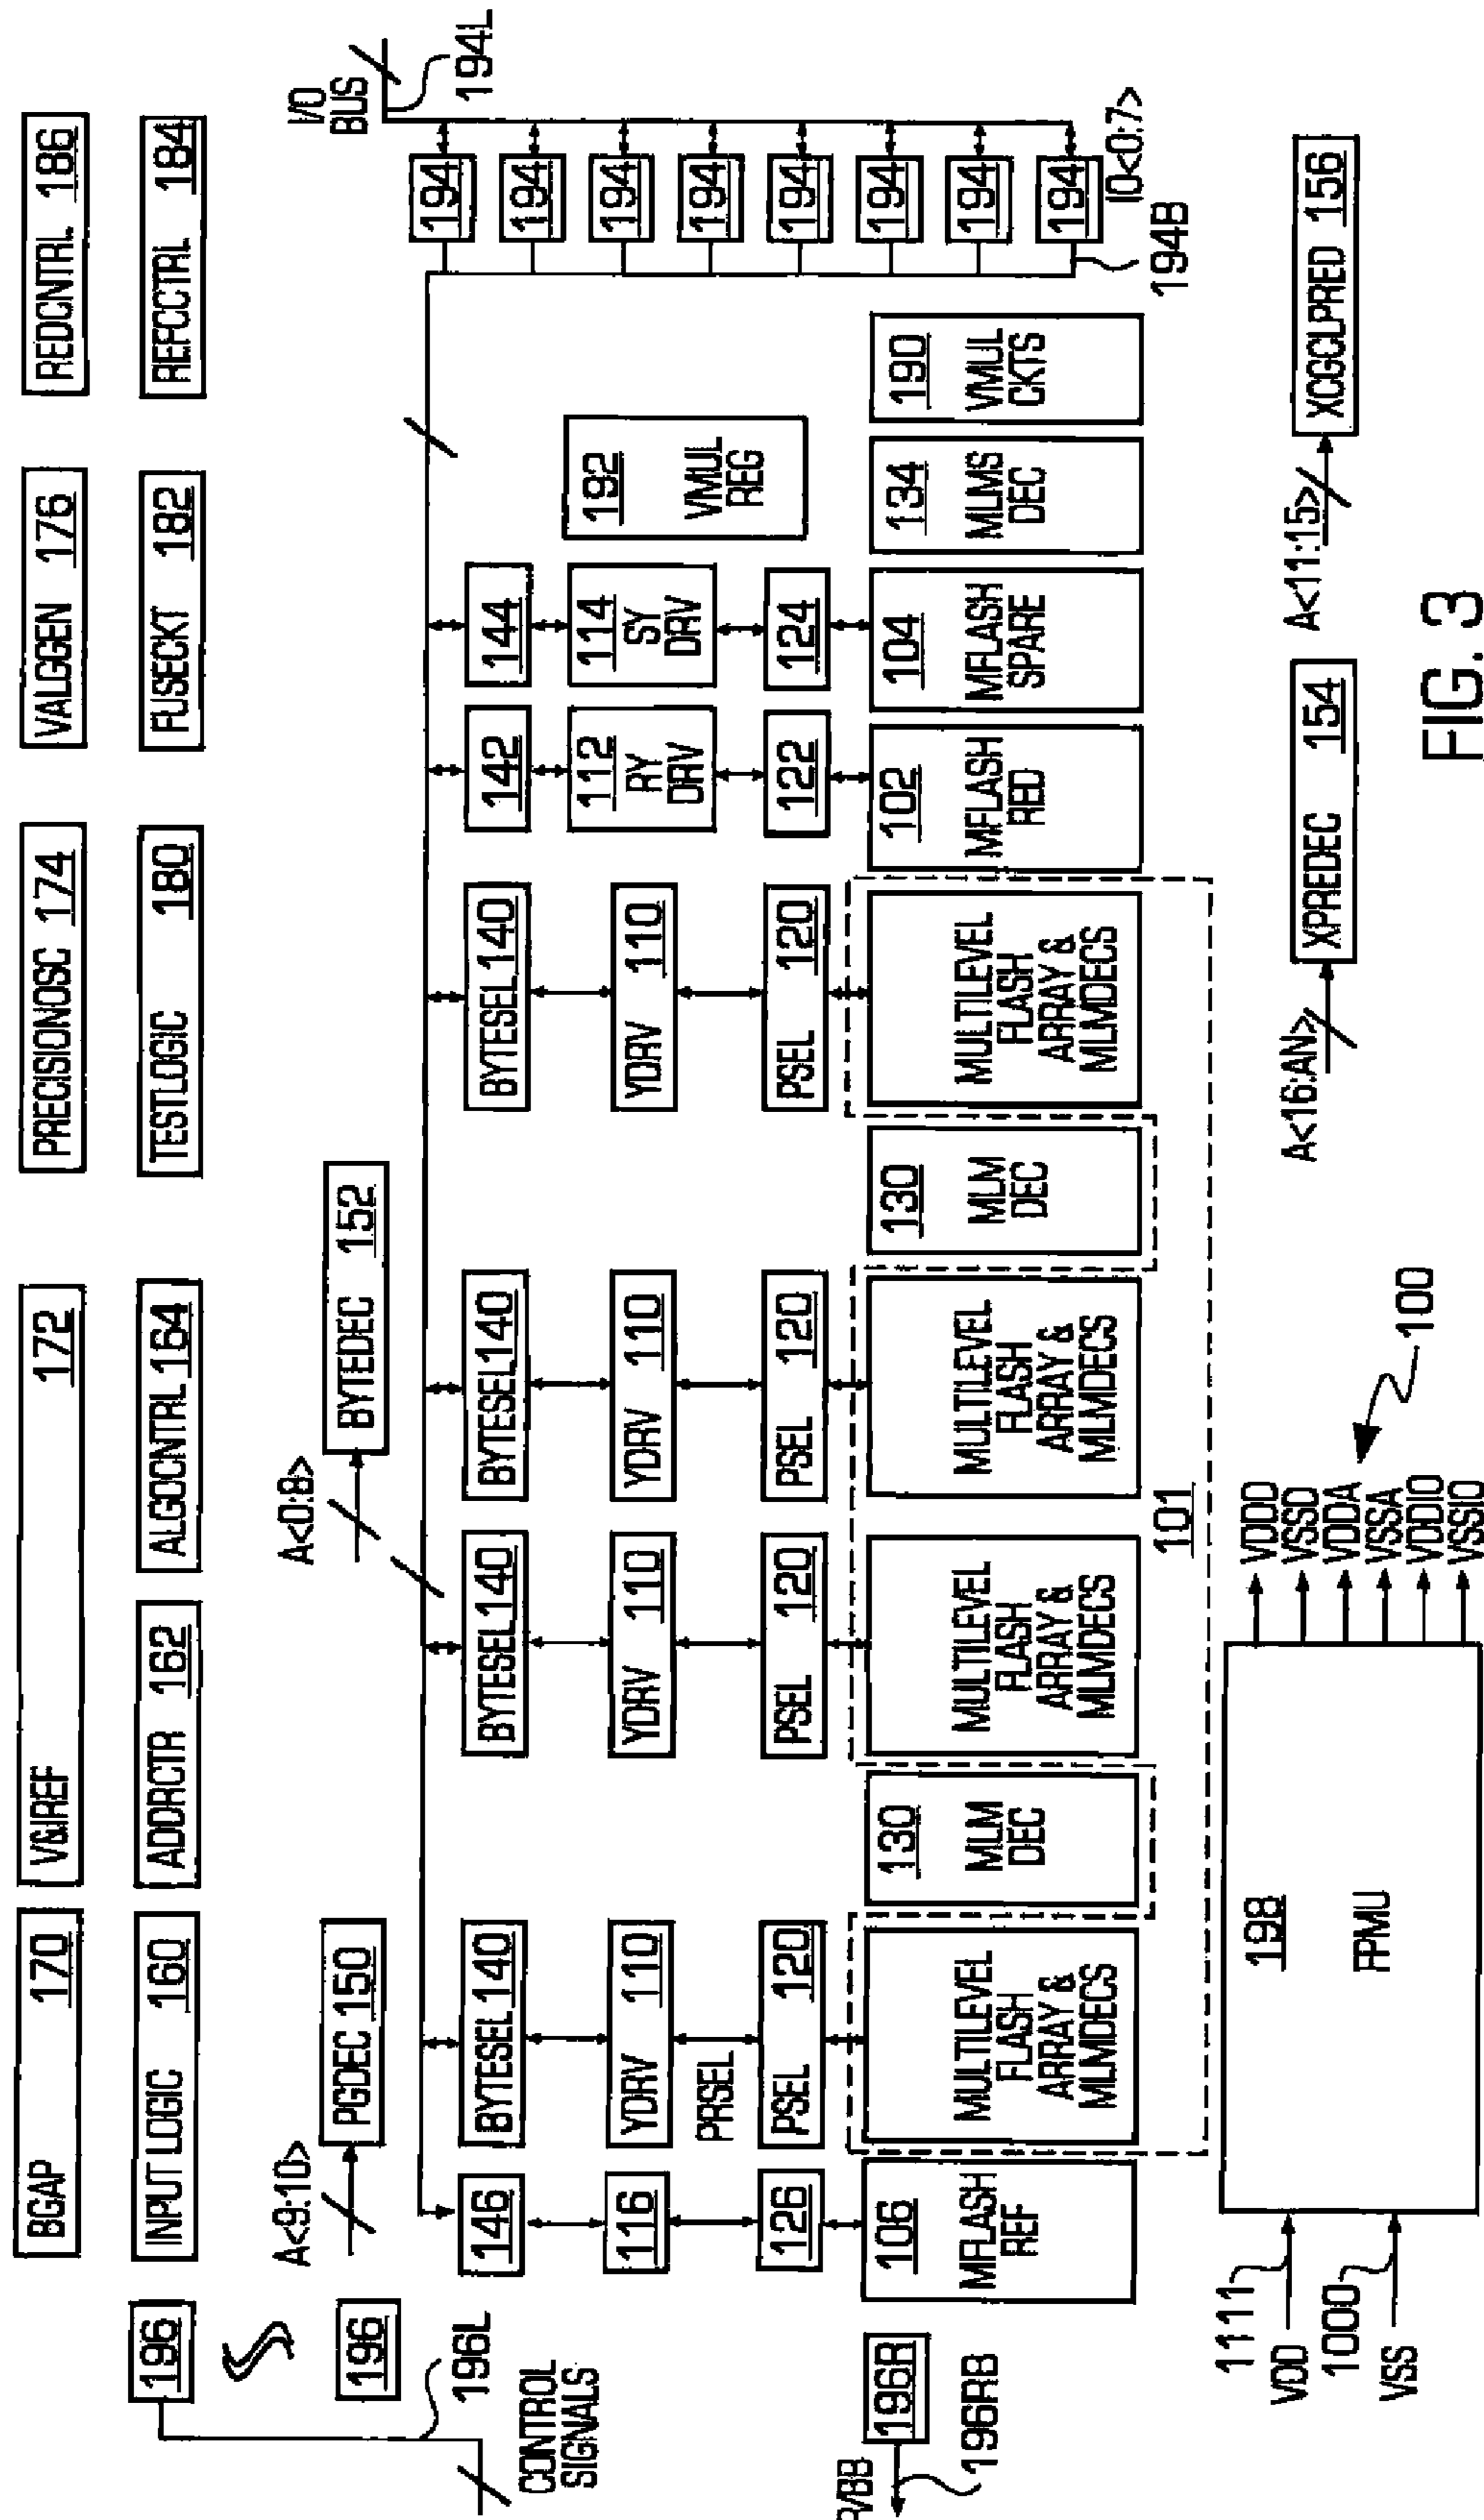 BGAP 170
V&IREF 172
PRECISIONOSC 174
VALGGEN 176
REDCNTRL 186
196
INPUT LOGIC 160
ADDRCTR 162
ALGOCNTRL 164
TESTLOGIC 180
FUSECKT 182
REFCCTRL 184
A<9:10>
A<0:8>
I/O
BUS
196
PGDEC 150
BYTEDEC 152
194L
196L
CONTROL
SIGNALS
146
BYTESEL 140
BYTESEL 140
BYTESEL 140
BYTESEL 140
142
144
194
194
194
194
194
194
194
194
116
YDRV 110
YDRV 110
YDRV 110
YDRV 110
112
RY
DRV
114
SY
DRV
192
VMUL
REG
PRSEL
126
PSEL 120
PSEL 120
PSEL 120
PSEL 120
122
124
IO<0:7>
194B
196R
196RB
106
MFLASH
REF
MULTILEVEL
FLASH
ARRAY &
MLMDECS
130
MLM
DEC
MULTILEVEL
FLASH
ARRAY &
MLMDECS
MULTILEVEL
FLASH
ARRAY &
MLMDECS
130
MLM
DEC
MULTILEVEL
FLASH
ARRAY &
MLMDECS
102
MFLASH
RED
104
MFLASH
SPARE
134
MLMS
DEC
190
VMUL
CKTS
101
1111
VDD
1000
VSS
198
FPMU
VDDD
VSSD
VDDA
VSSA
VDDIO
VSSIO
100
A<16:AN>
XPREDEC 154
A<11:15>
XCGCLPRED 156
FIG. 3